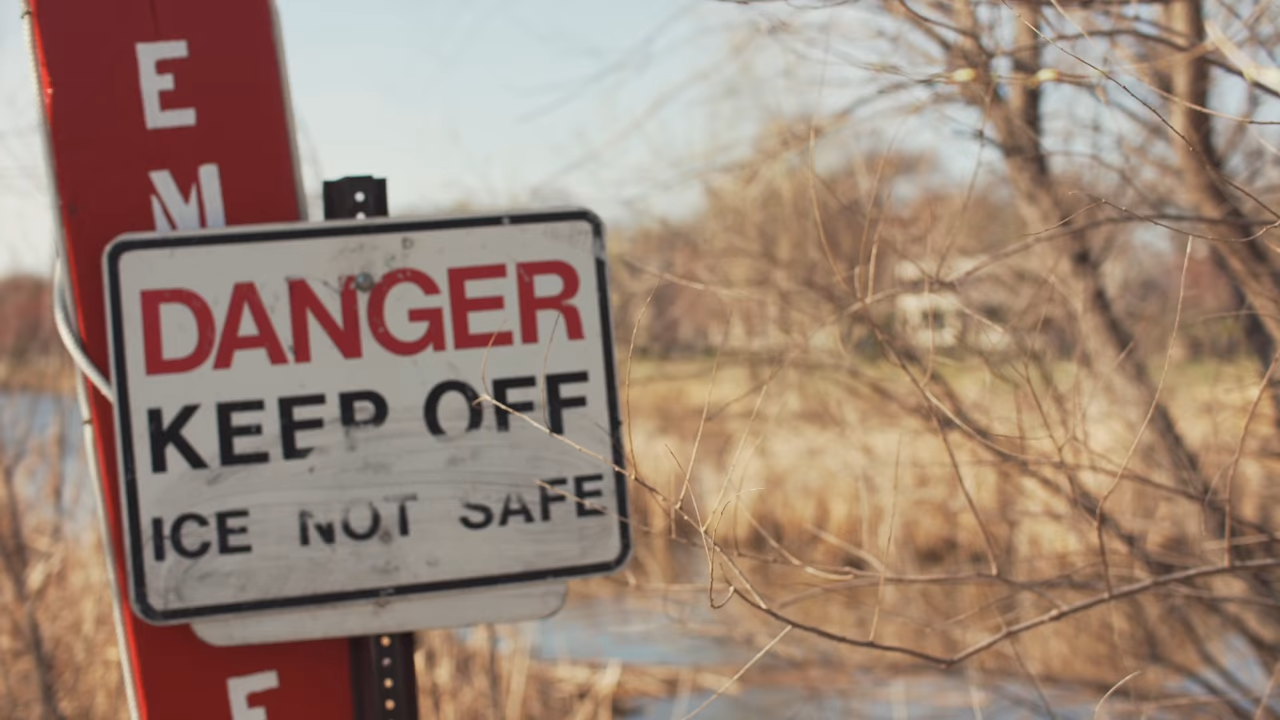 E
M
DANGER
KEEP OFF
ICE NOT SAFE
E